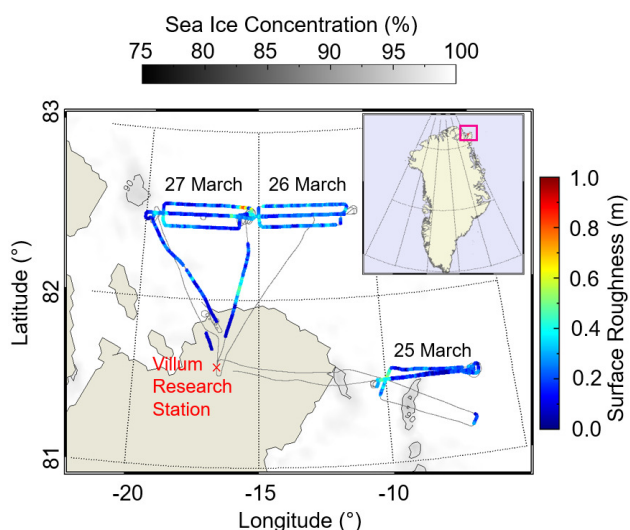 Sea Ice Concentration (%)
75 80 85 90 95 100
83
82
81
Latitude (°)
27 March
26 March
25 March
Villum
Research
Station
-20 -15 -10
Longitude (°)
1.0
0.8
0.6
0.4
0.2
0.0
Surface Roughness (m)